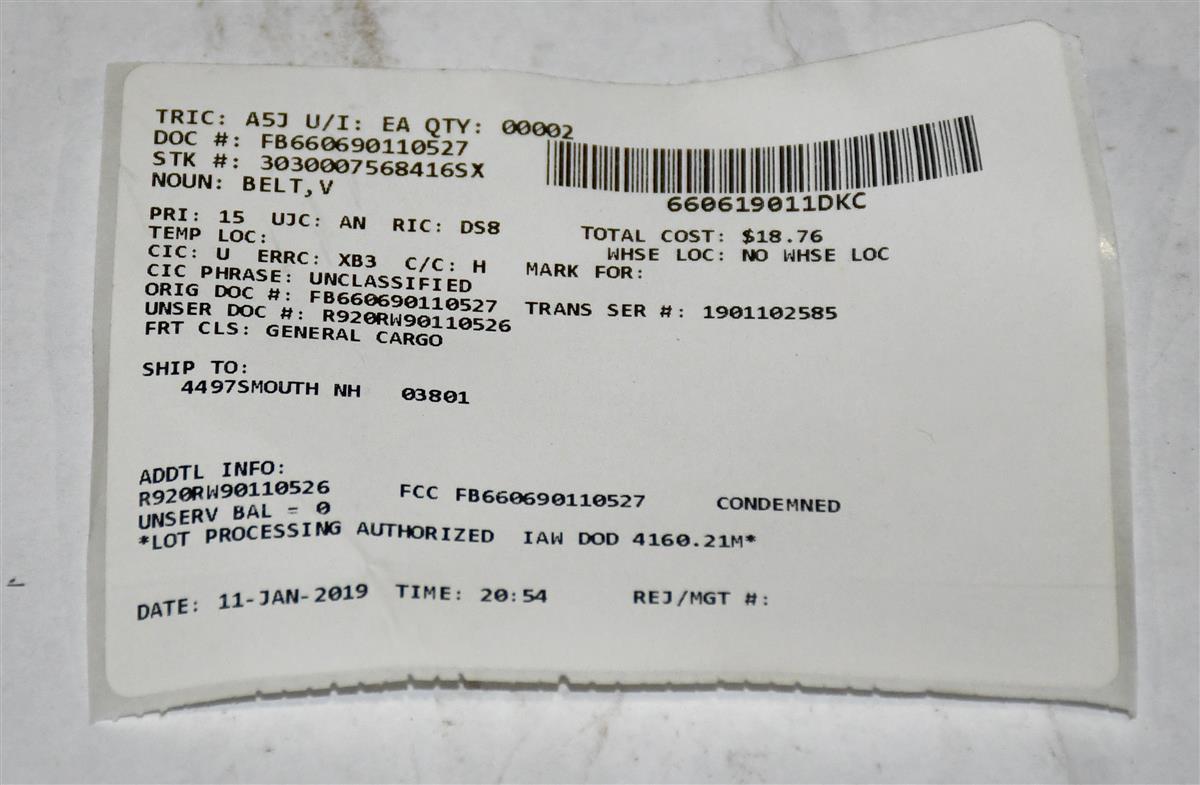 TRIC: A5J U/I: EA QTY: 00002
DOC #: FB660690110527
STK #: 3030007568416SX
NOUN: BELT,V
660619011DKC
PRI: 15 UJC: AN RIC: DS8 TOTAL COST: $18.76
TEMP LOC: WHSE LOC: NO WHSE LOC
CIC: U ERRC: XB3 C/C: H MARK FOR:
CIC PHRASE: UNCLASSIFIED
ORIG DOC #: FB660690110527 TRANS SER #: 1901102585
UNSER DOC #: R920RW90110526
FRT CLS: GENERAL CARGO
SHIP TO:
4497SMOUTH NH 03801
ADDTL INFO:
R920RW90110526 FCC FB660690110527 CONDEMNED
UNSERV BAL = 0
*LOT PROCESSING AUTHORIZED IAW DOD 4160.21M*
DATE: 11-JAN-2019 TIME: 20:54 REJ/MGT #: